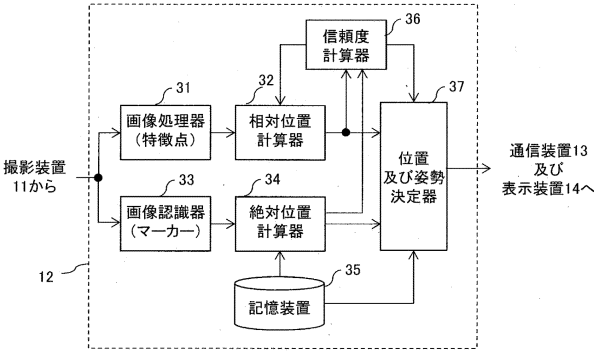 36
信頼度
計算器
31
32
37
画像処理器
(特徴点)
相対位置
計算器
撮影装置
11から
位置
及び姿勢
決定器
通信装置13
及び
表示装置14へ
33
34
画像認識器
(マーカー)
絶対位置
計算器
12
35
記憶装置